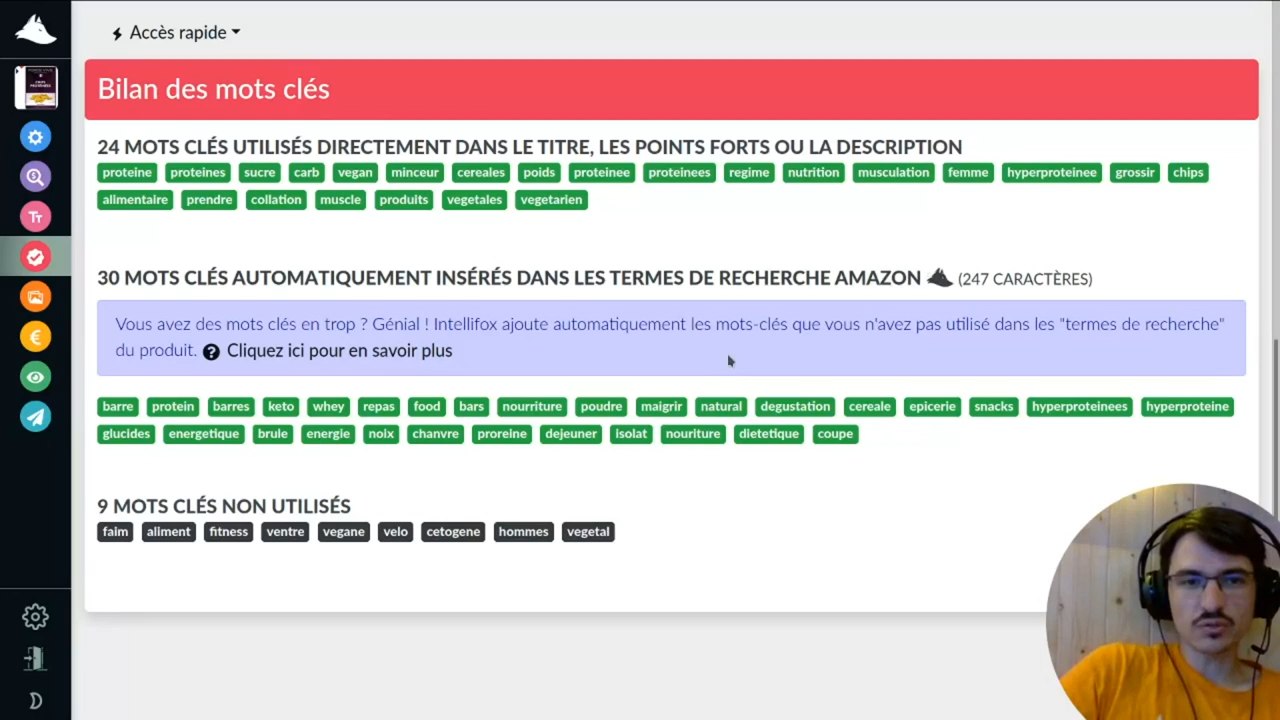 Accès rapide
Bilan des mots clés
24 MOTS CLÉS UTILISÉS DIRECTEMENT DANS LE TITRE, LES POINTS FORTS OU LA DESCRIPTION
proteine proteines sucre carb vegan minceur cereales poids proteinee proteinees regime nutrition musculation femme hyperproteinee grossir chips
alimentaire prendre collation muscle produits vegetales vegetarien
30 MOTS CLÉS AUTOMATIQUEMENT INSÉRÉS DANS LES TERMES DE RECHERCHE AMAZON (247 CARACTÈRES)
Vous avez des mots clés en trop ? Génial ! Intellifox ajoute automatiquement les mots-clés que vous n'avez pas utilisé dans les "termes de recherche"
du produit. ? Cliquez ici pour en savoir plus
barre protein barres keto whey repas food bars nourriture poudre maigrir natural degustation cereale epicerie snacks hyperproteinees hyperproteine
glucides energetique brule energie noix chanvre proreine dejeuner isolat nouriture dietetique coupe
9 MOTS CLÉS NON UTILISÉS
faim aliment fitness ventre vegane velo cetogene hommes vegetal
Tт
€